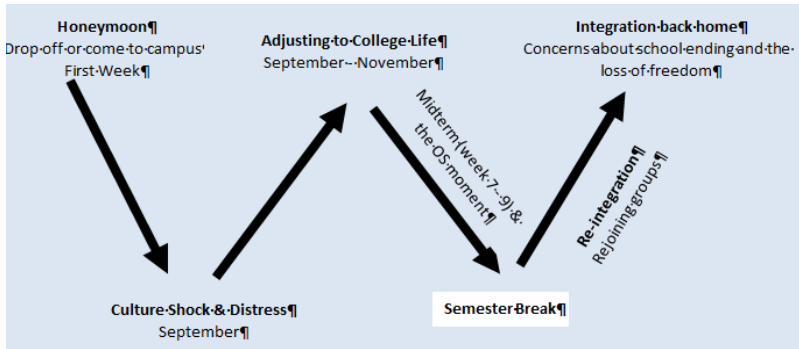 Honeymoon¶
Drop·off·or·come·to·campus'
First·Week¶
Adjusting·to·College·Life¶
September·-·November¶
Integration·back·home¶
Concerns·about·school·ending·and·the·
loss·of·freedom¶
Midterm·(week·7·-·9)·&·
the·OS·moment¶
Re-integration¶
Rejoining·groups¶
Culture·Shock·&·Distress¶
September¶
Semester·Break¶